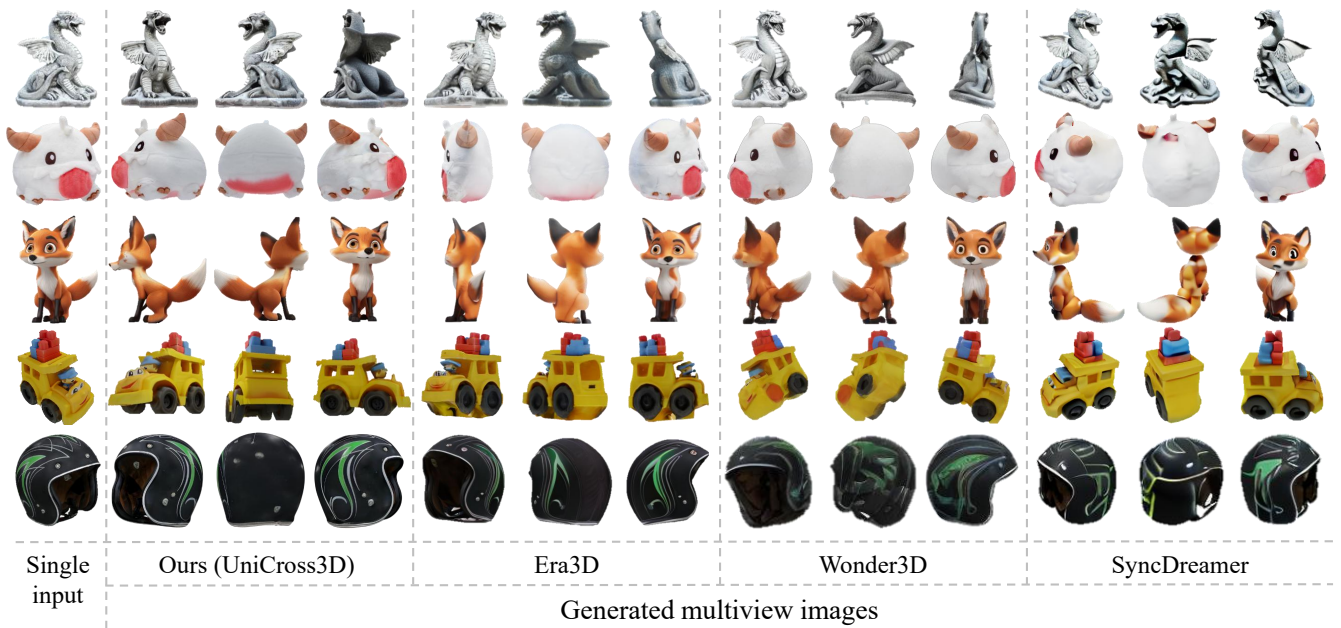 Single
input
Ours (UniCross3D)
Era3D
Wonder3D
SyncDreamer
Generated multiview images